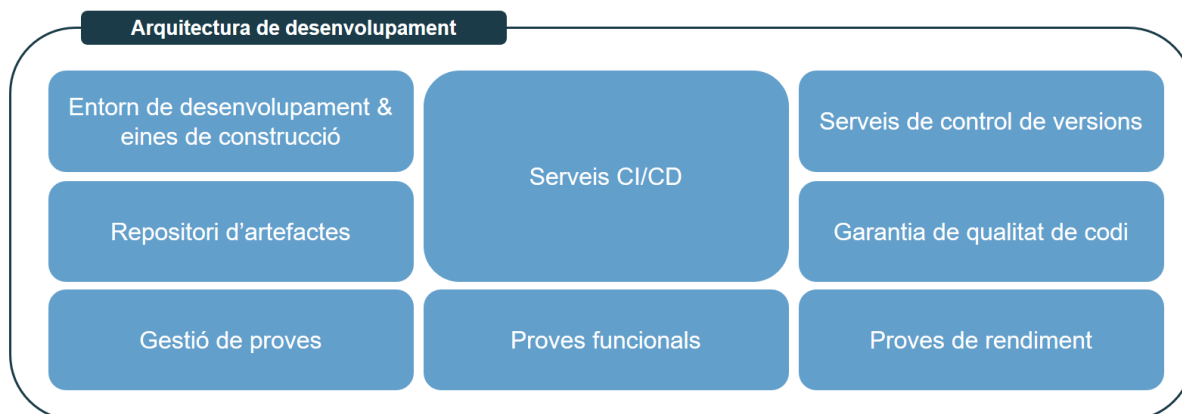 Arquitectura de desenvolupament
Entorn de desenvolupament &
eines de construcció
Serveis CI/CD
Serveis de control de versions
Repositori d’artefactes
Garantia de qualitat de codi
Gestió de proves
Proves funcionals
Proves de rendiment